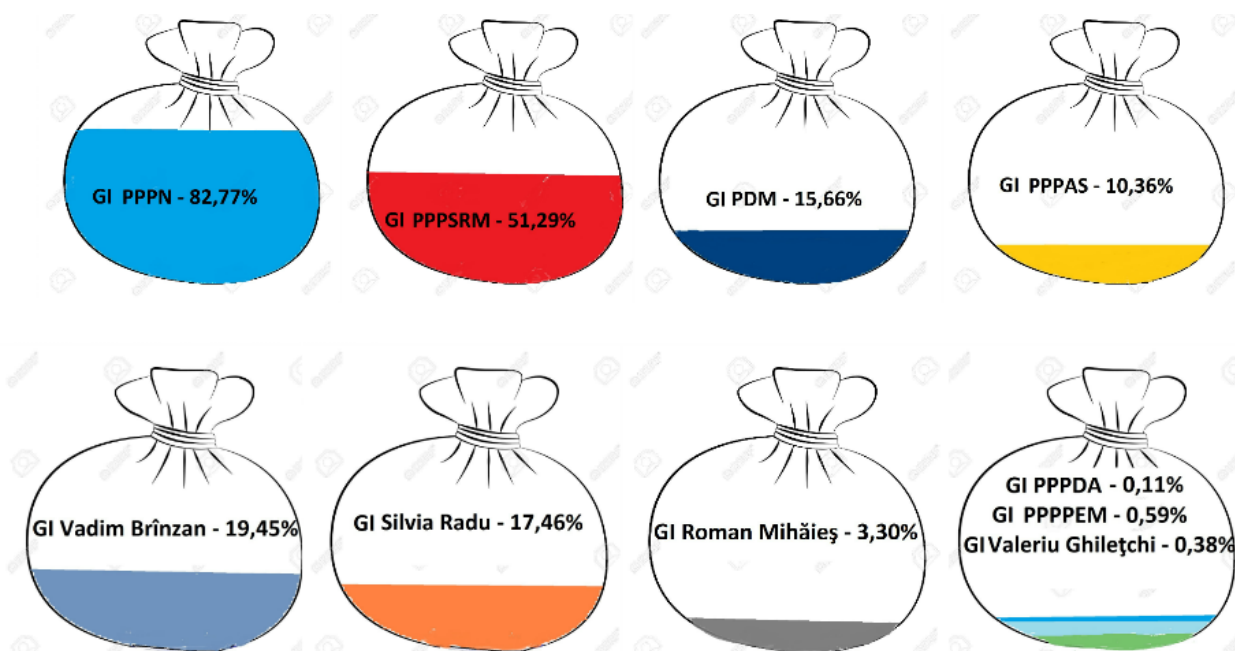 GI PPPN - 82,77%
GI PPPSRM - 51,29%
GI PDM - 15,66%
GI PPPAS - 10,36%
GI Vadim Brînzan - 19,45%
GI Silvia Radu - 17,46%
GI Roman Mihăieş - 3,30%
GI PPPDA - 0,11%
GI PPPPEM - 0,59%
GI Valeriu Ghileţchi - 0,38%